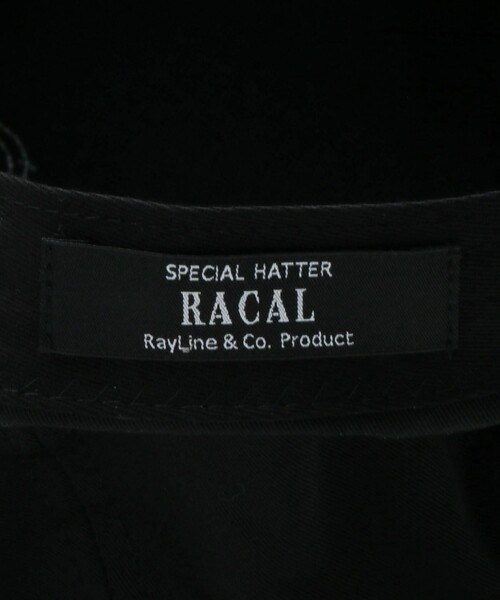 SPECIAL HATTER
RACAL
RayLine & Co. Product